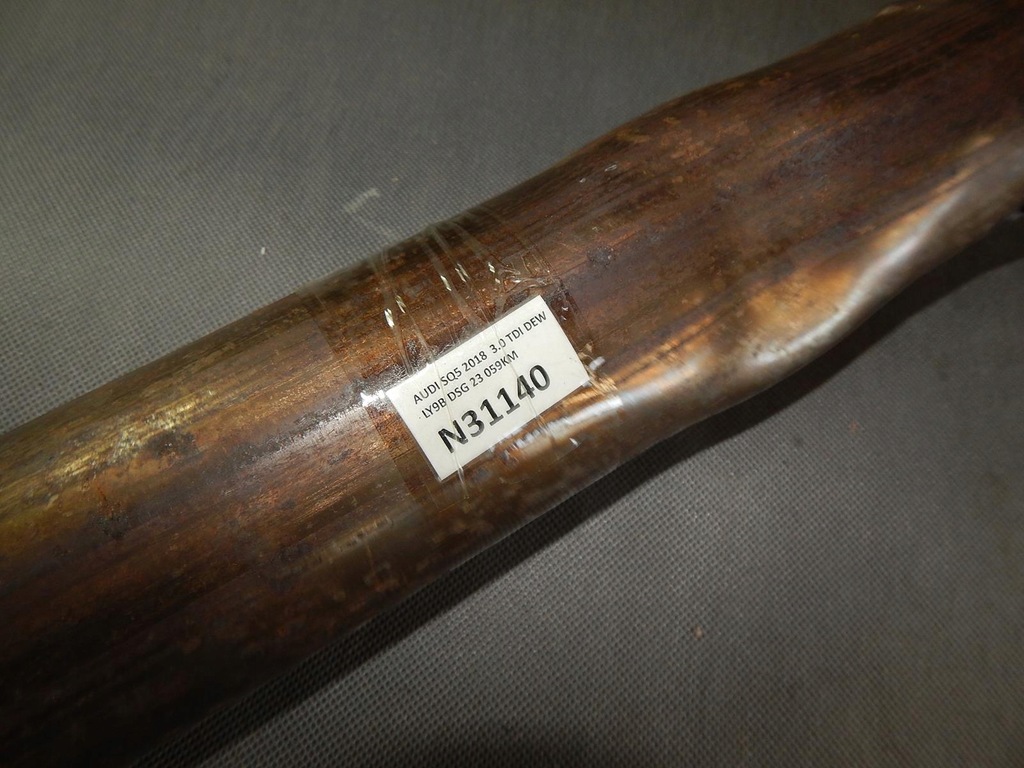 AUDI SQ5 2018 3.0 TDI DEW
LY9B DSG 23 059KM
N31140